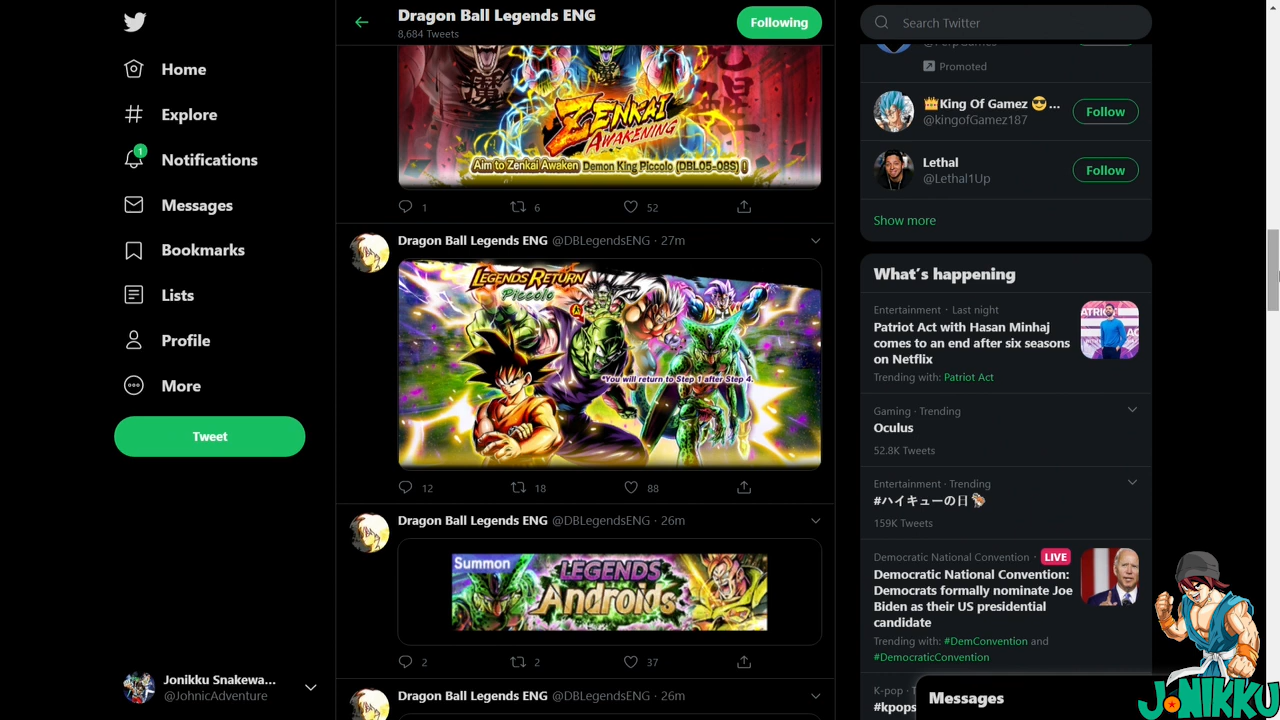 Home
Explore
1
Notifications
Messages
Bookmarks
Lists
Profile
More
Tweet
Jonikku Snakewa...
@JohnicAdventure
Dragon Ball Legends ENG
8,684 Tweets
Following
ZENKAI
AWAKENING
Aim to Zenkai Awaken Demon King Piccolo (DBL05-08S) !
1 6 52
Dragon Ball Legends ENG @DBLegendsENG · 27m
LEGENDS RETURN
Piccolo
*You will return to Step 1 after Step 4.
12 18 88
Dragon Ball Legends ENG @DBLegendsENG · 26m
Summon
LEGENDS
Androids
2 2 37
Dragon Ball Legends ENG @DBLegendsENG · 26m
Search Twitter
Promoted
👑King Of Gamez 😎...
@kingofGamez187
Follow
Lethal
@Lethal1Up
Follow
Show more
What's happening
Entertainment · Last night
Patriot Act with Hasan Minhaj
comes to an end after six seasons
on Netflix
Trending with: Patriot Act
Gaming · Trending
Oculus
52.8K Tweets
Entertainment · Trending
#ハイキューの日
159K Tweets
Democratic National Convention · LIVE
Democratic National Convention:
Democrats formally nominate Joe
Biden as their US presidential
candidate
Trending with: #DemConvention and
#DemocraticConvention
Messages
JONIKKU